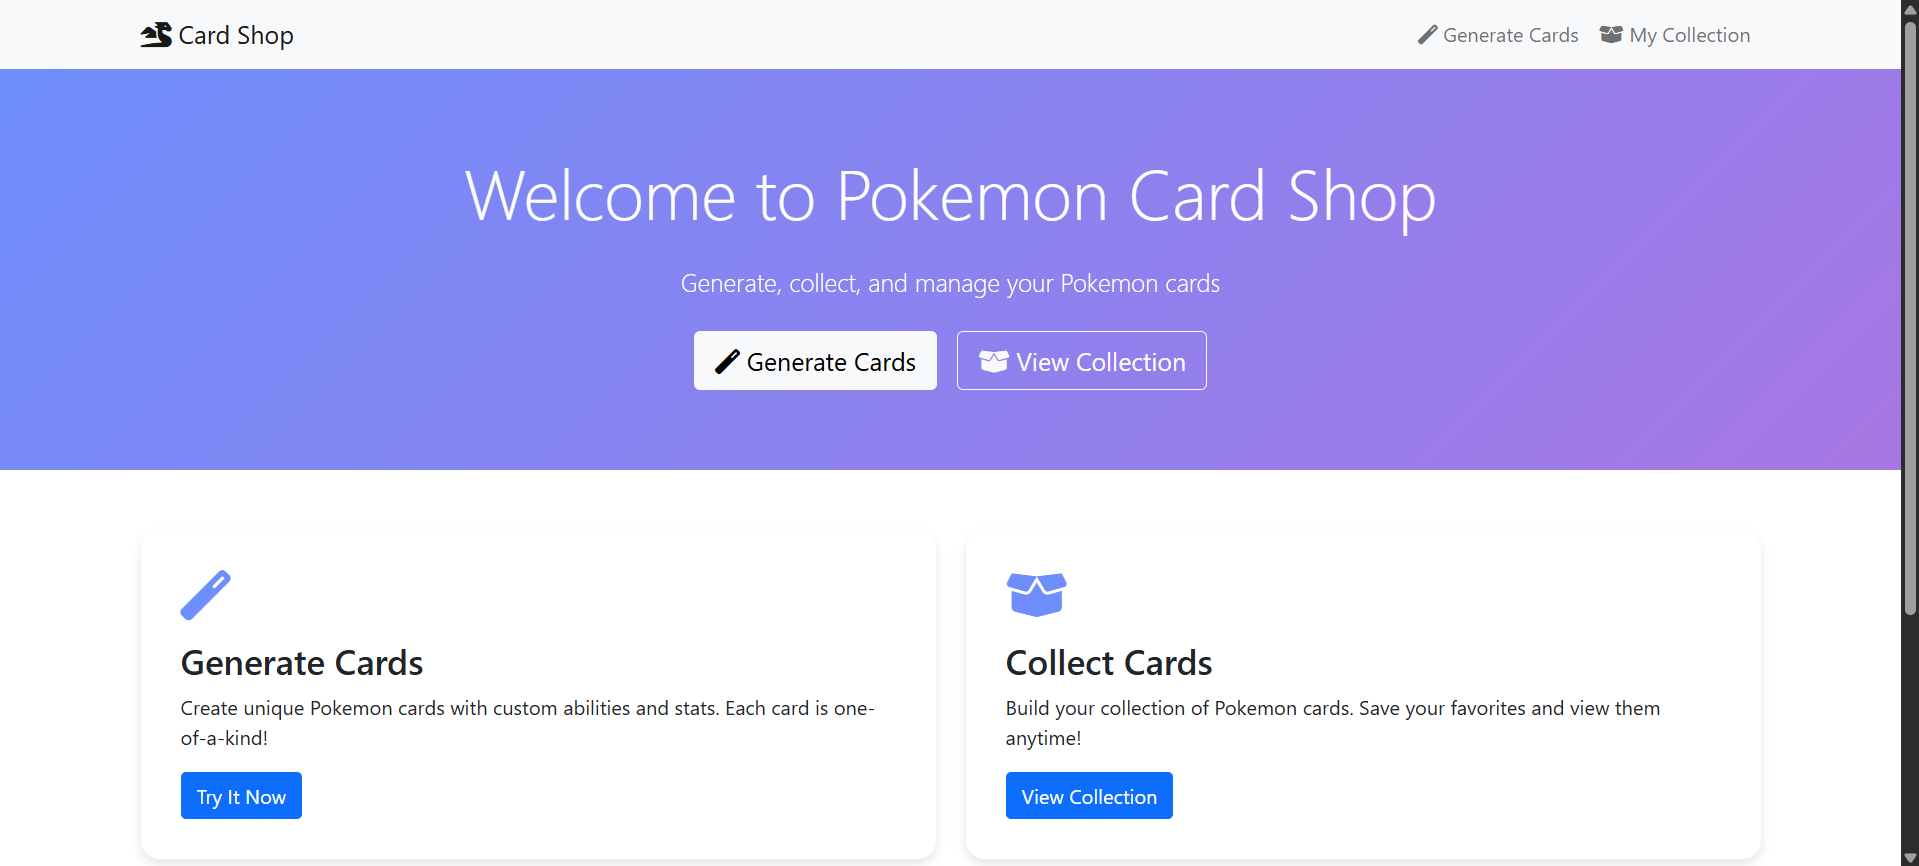 Card Shop
Generate Cards
My Collection
Welcome to Pokemon Card Shop
Generate, collect, and manage your Pokemon cards
Generate Cards
View Collection
Generate Cards
Create unique Pokemon cards with custom abilities and stats. Each card is one-
of-a-kind!
Try It Now
Collect Cards
Build your collection of Pokemon cards. Save your favorites and view them
anytime!
View Collection